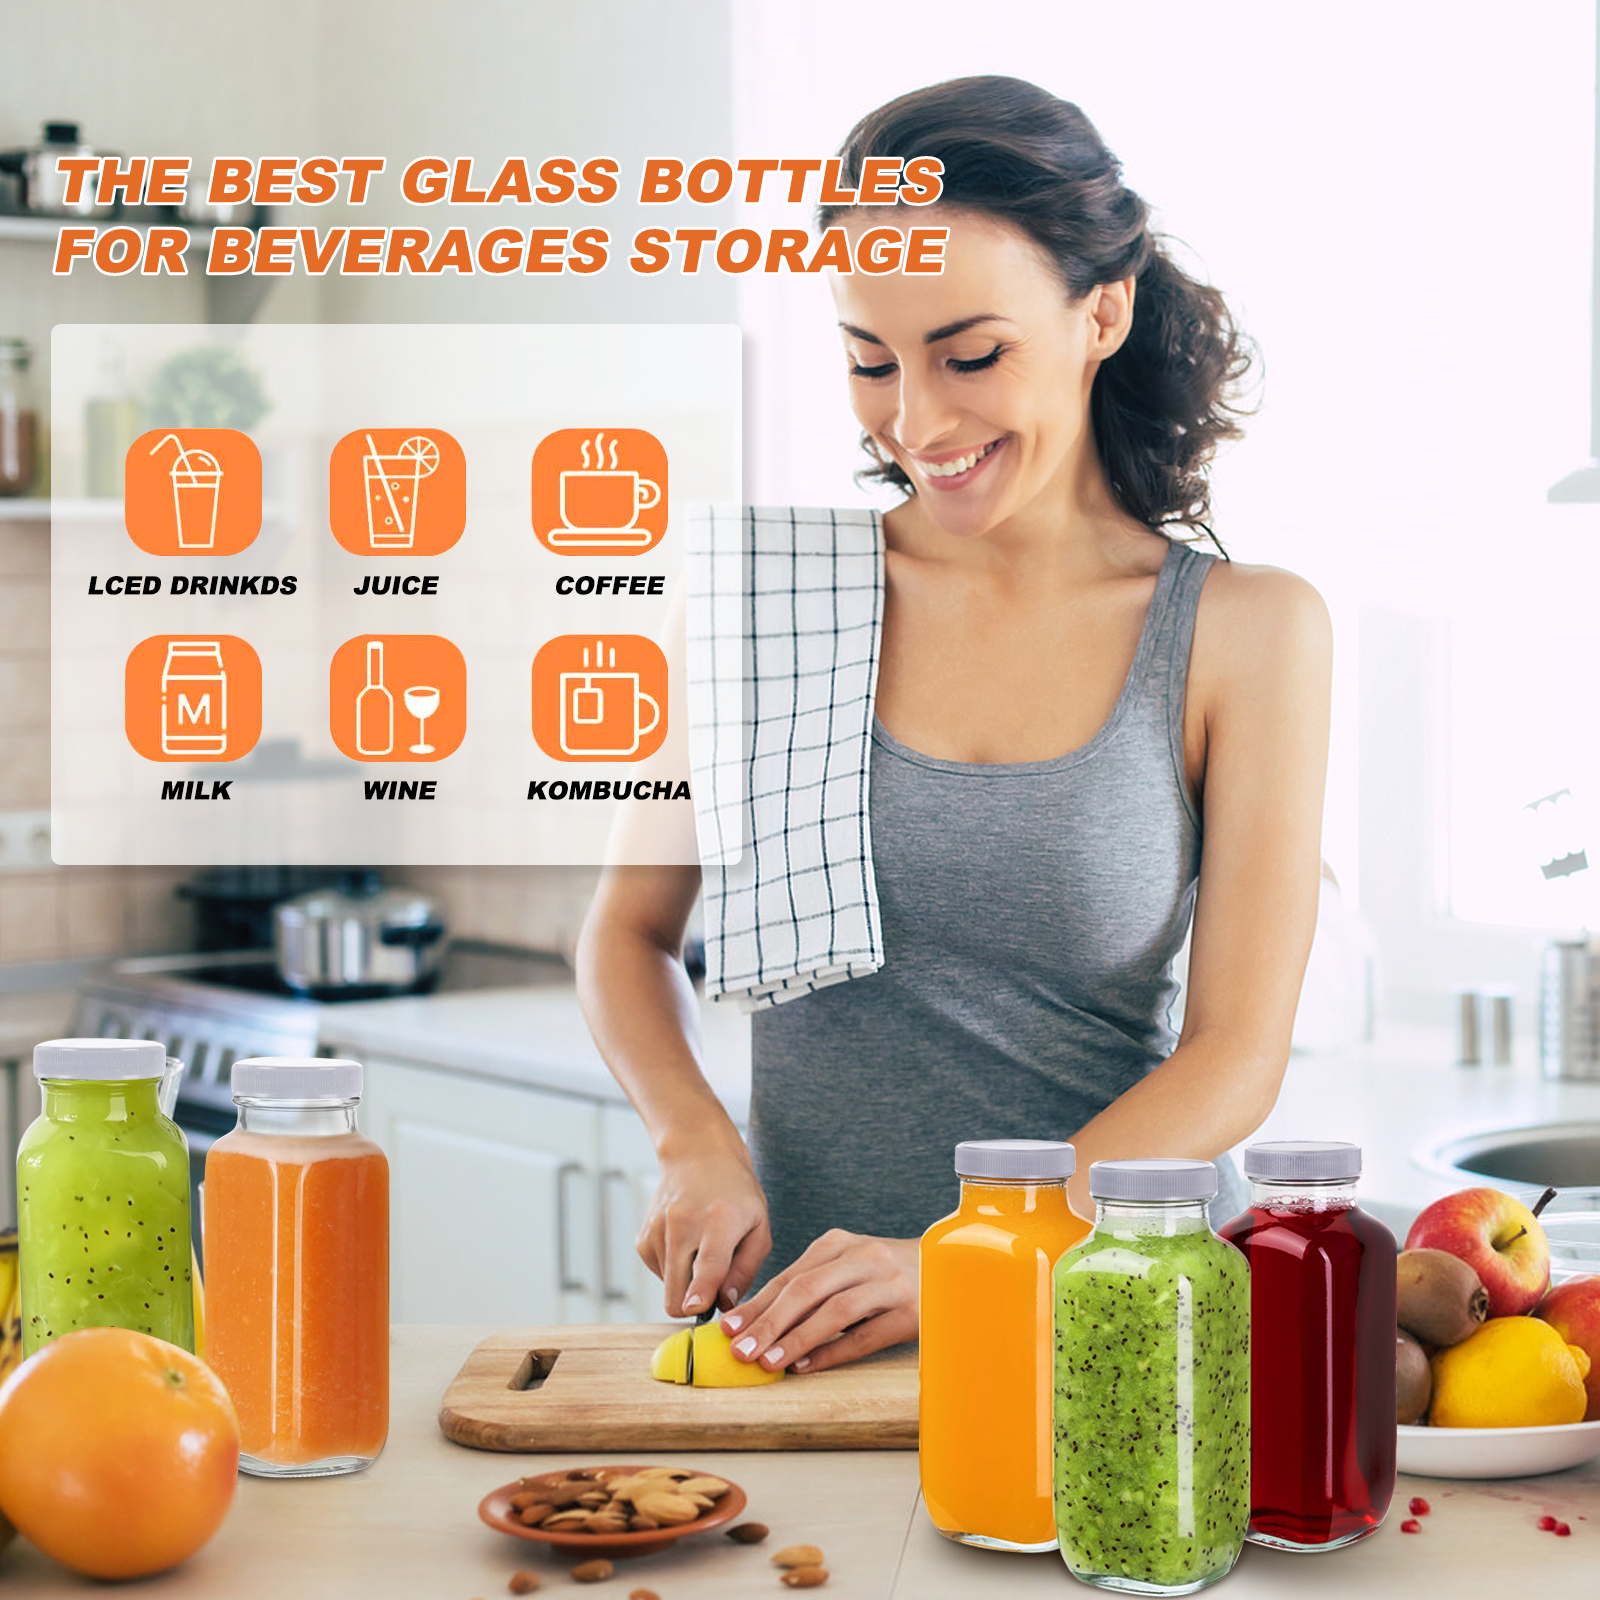 THE BEST GLASS BOTTLES
FOR BEVERAGES STORAGE
LCED DRINKDS
JUICE
COFFEE
M
MILK
WINE
KOMBUCHA